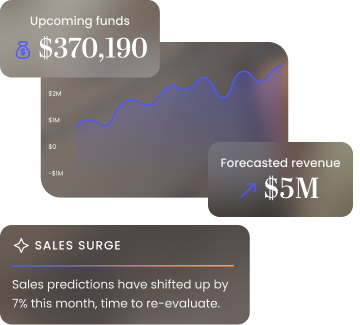 Upcoming funds
$370,190
$2M
$1M
$0
-$1M
Forecasted revenue
$5M
SALES SURGE
Sales predictions have shifted up by
7% this month, time to re-evaluate.